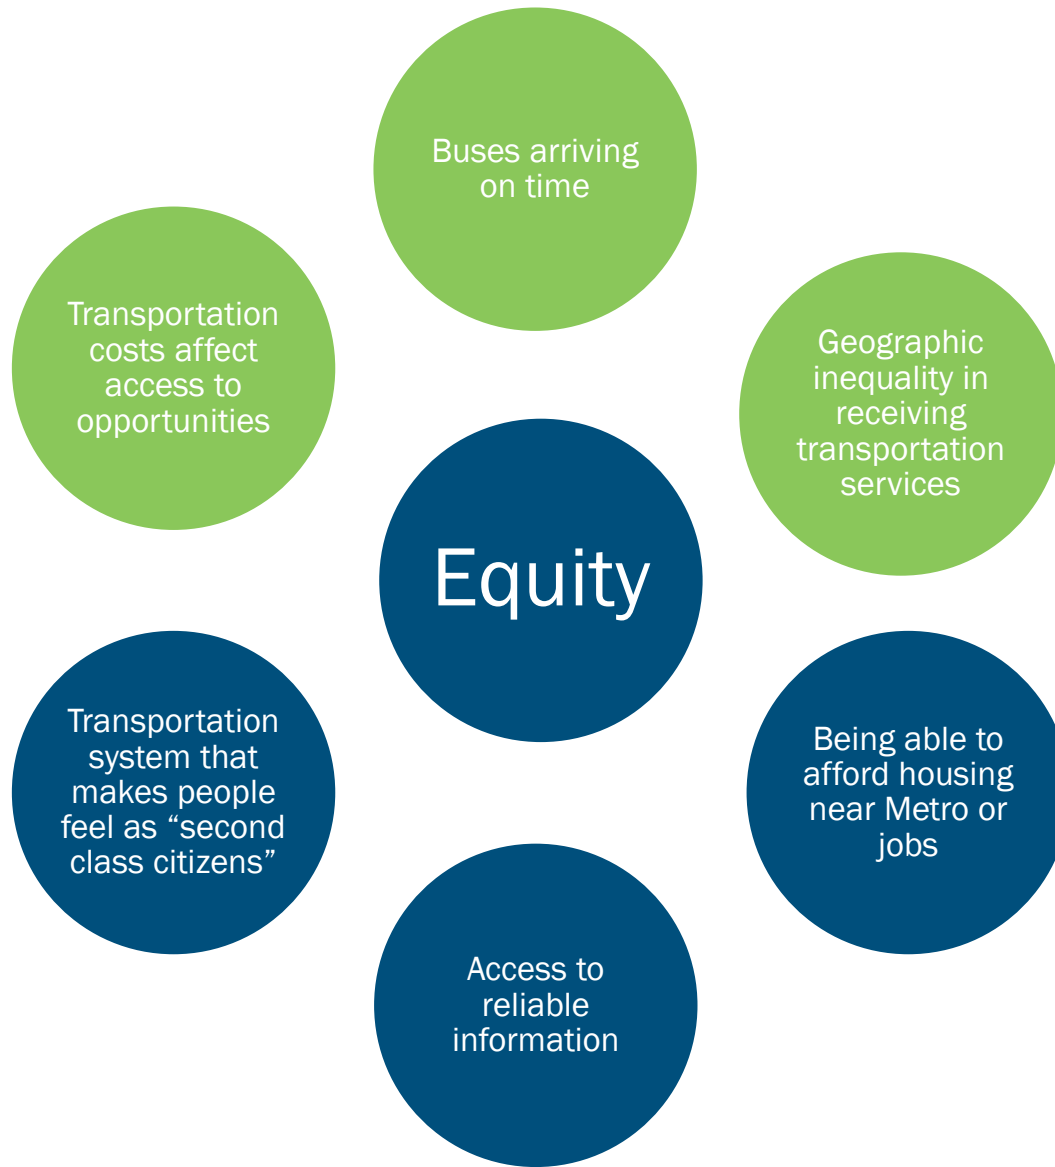 Buses arriving
on time
Transportation
costs affect
access to
opportunities
Geographic
inequality in
receiving
transportation
services
Equity
Transportation
system that
makes people
feel as “second
class citizens”
Being able to
afford housing
near Metro or
jobs
Access to
reliable
information